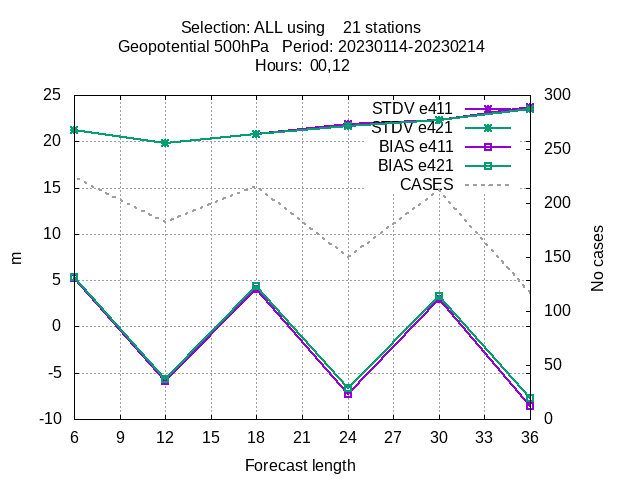 Selection: ALL using    21 stations
Geopotential 500hPa   Period: 20230114-20230214
Hours:  00,12
STDV e411
STDV e421
BIAS e411
BIAS e421
CASES
25
20
15
10
5
0
-5
-10
m
300
250
200
150
100
50
0
No cases
6 9 12 15 18 21 24 27 30 33 36
Forecast length